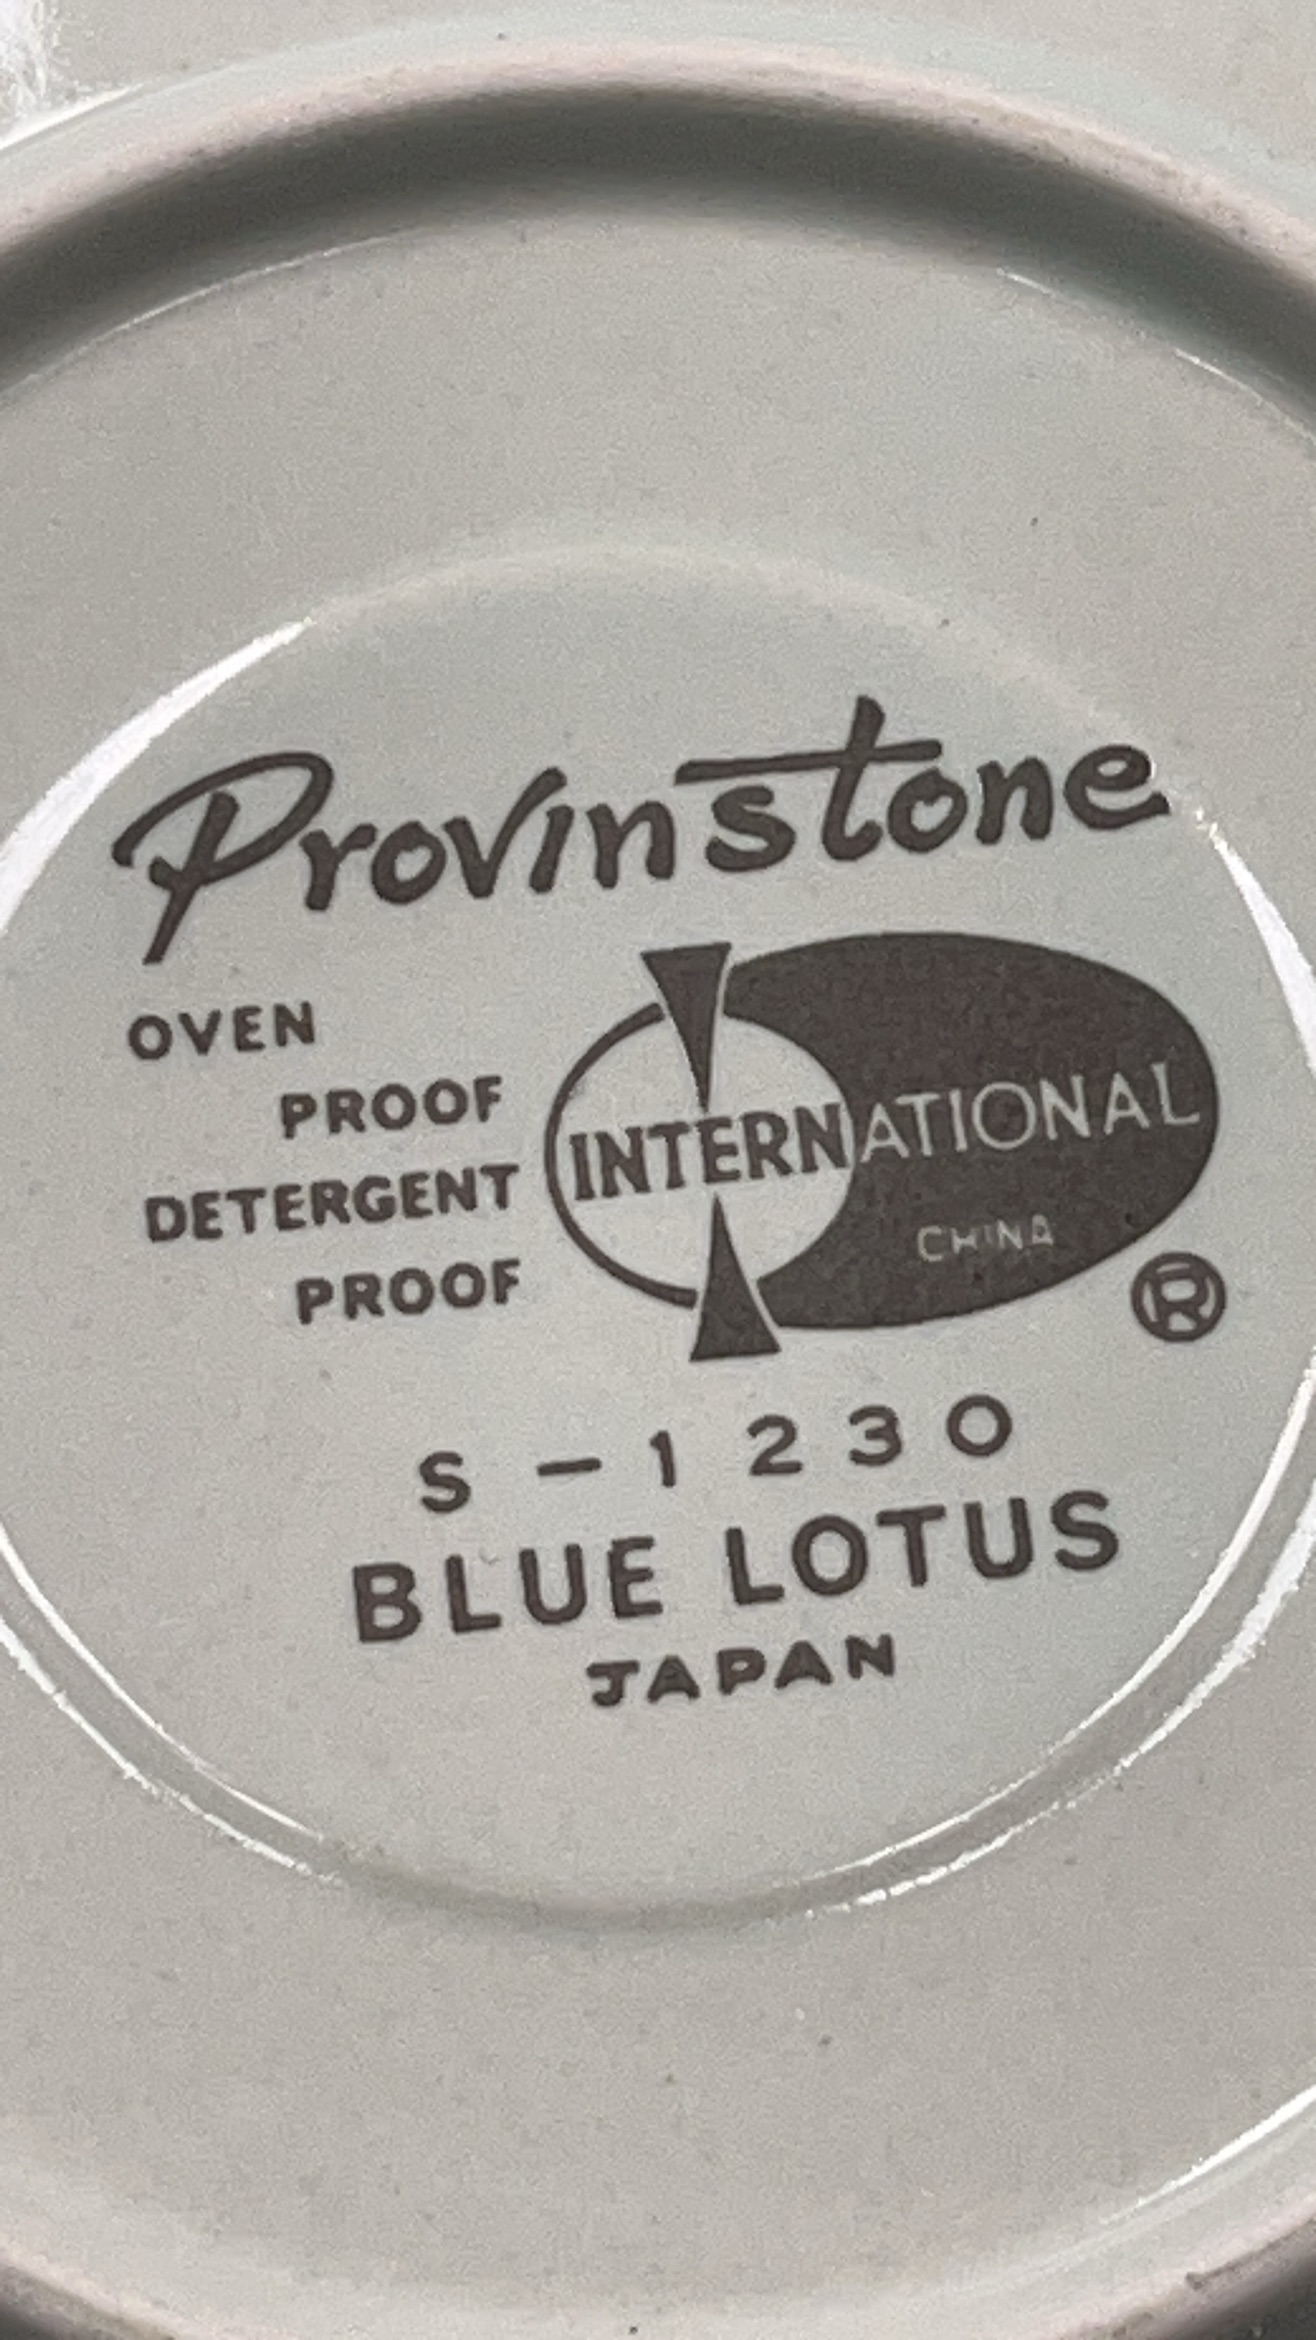 Provinstone
OVEN
PROOF
DETERGENT
PROOF
INTERNATIONAL
CHINA
®
S-1230
BLUE LOTUS
JAPAN